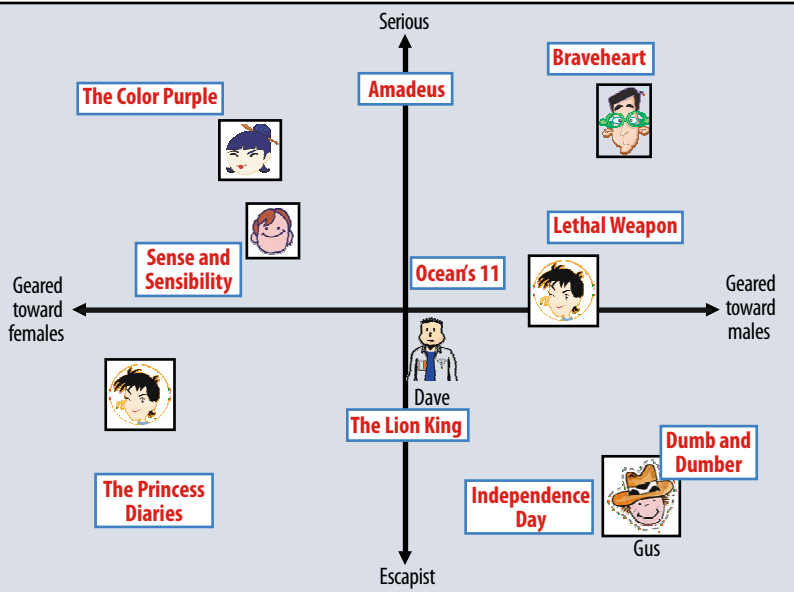 Serious
Braveheart
Amadeus
The Color Purple
Lethal Weapon
Sense and
Sensibility
Ocean's 11
Geared
toward
females
Geared
toward
males
Dave
The Lion King
Dumb and
Dumber
The Princess
Diaries
Independence
Day
Gus
Escapist